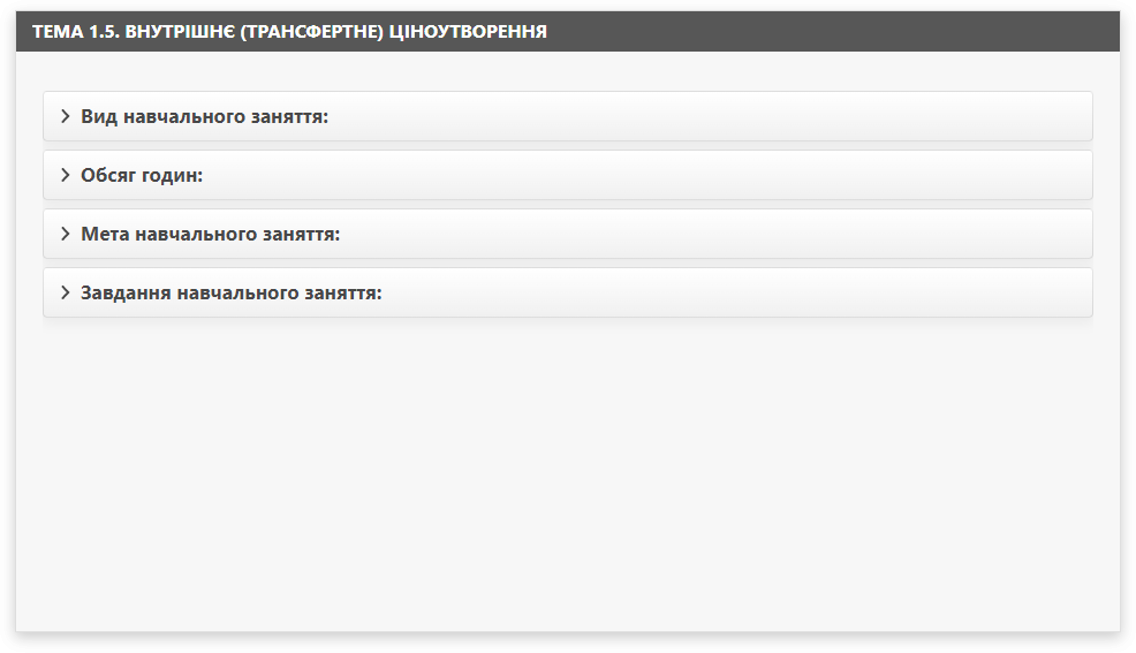 ТЕМА 1.5. ВНУТРІШНЄ (ТРАНСФЕРТНЕ) ЦІНОУТВОРЕННЯ
Вид навчального заняття:
Обсяг годин:
Мета навчального заняття:
Завдання навчального заняття: